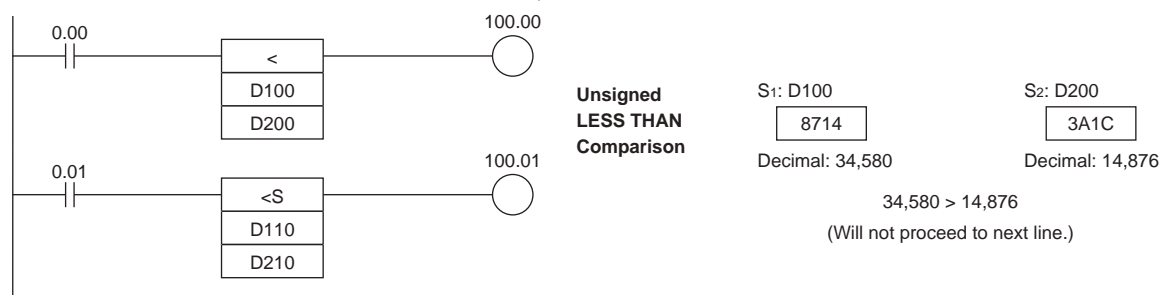 0.00
100.00
<
D100
D200
0.01
100.01
<S
D110
D210
Unsigned
LESS THAN
Comparison
S1: D100
S2: D200
8714
3A1C
Decimal: 34,580
Decimal: 14,876
34,580 > 14,876
(Will not proceed to next line.)